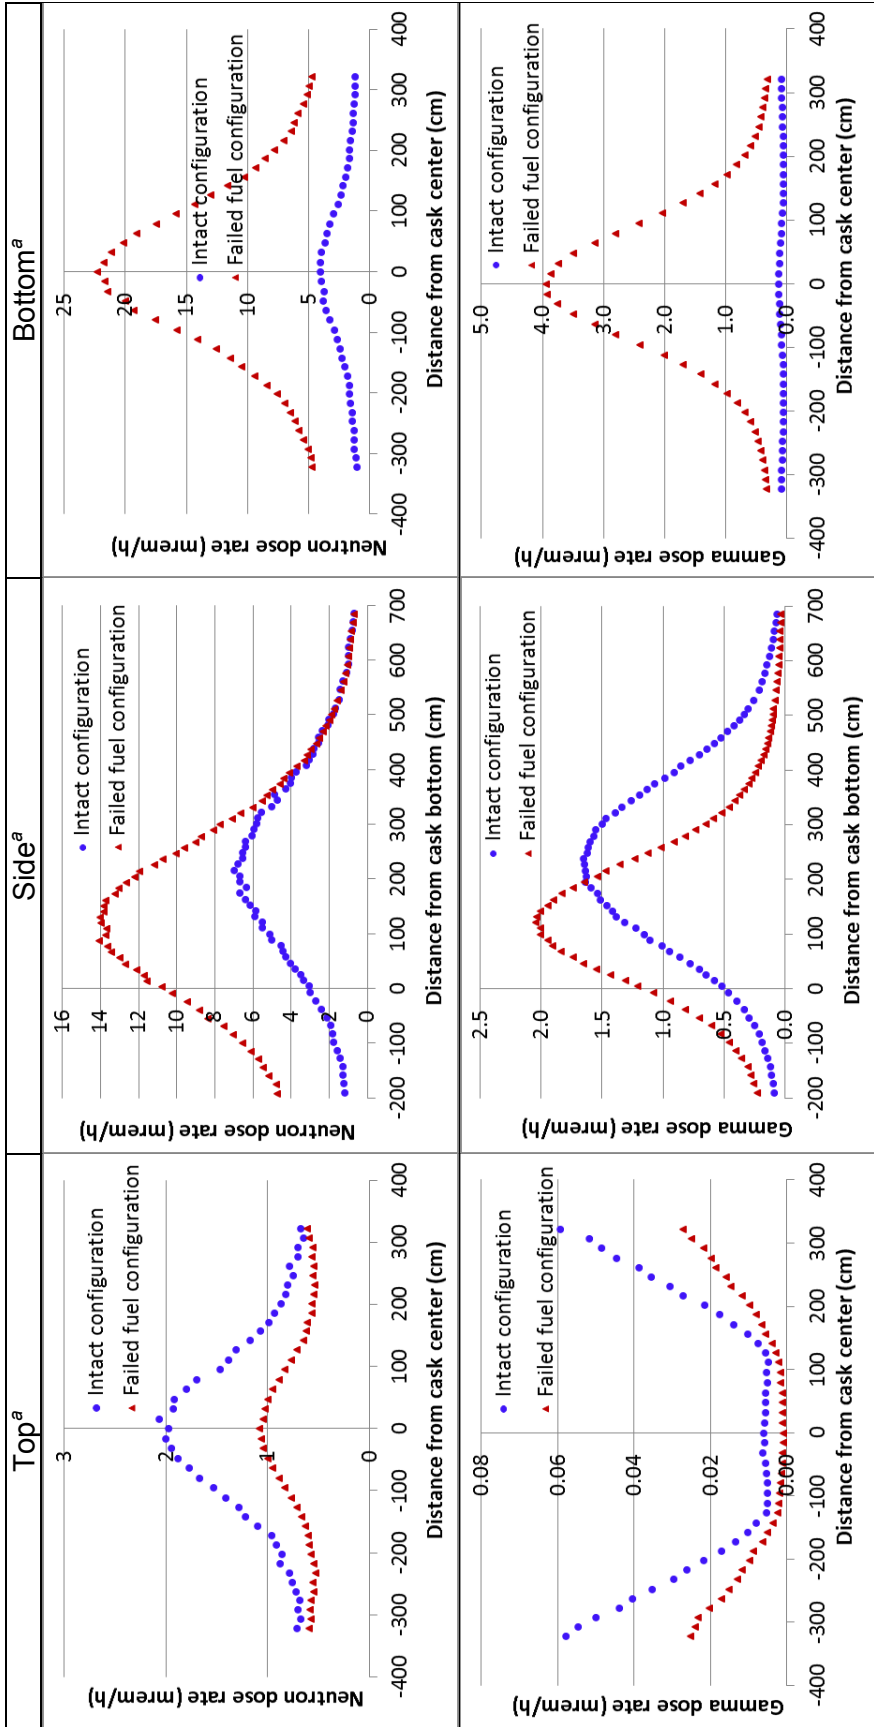 Top^a
Side^a
Bottom^a
Neutron dose rate (mrem/h)
3
2
1
0
-400 -300 -200 -100 0 100 200 300 400
Distance from cask center (cm)
Intact configuration
Failed fuel configuration
Neutron dose rate (mrem/h)
16
14
12
10
8
6
4
2
0
-200 -100 0 100 200 300 400 500 600 700
Distance from cask bottom (cm)
Intact configuration
Failed fuel configuration
Neutron dose rate (mrem/h)
25
20
15
10
5
0
-400 -300 -200 -100 0 100 200 300 400
Distance from cask center (cm)
Intact configuration
Failed fuel configuration
Gamma dose rate (mrem/h)
0.08
0.06
0.04
0.02
0.00
-400 -300 -200 -100 0 100 200 300 400
Distance from cask center (cm)
Intact configuration
Failed fuel configuration
Gamma dose rate (mrem/h)
2.5
2.0
1.5
1.0
0.5
0.0
-200 -100 0 100 200 300 400 500 600 700
Distance from cask bottom (cm)
Intact configuration
Failed fuel configuration
Gamma dose rate (mrem/h)
5.0
4.0
3.0
2.0
1.0
0.0
-400 -300 -200 -100 0 100 200 300 400
Distance from cask center (cm)
Intact configuration
Failed fuel configuration